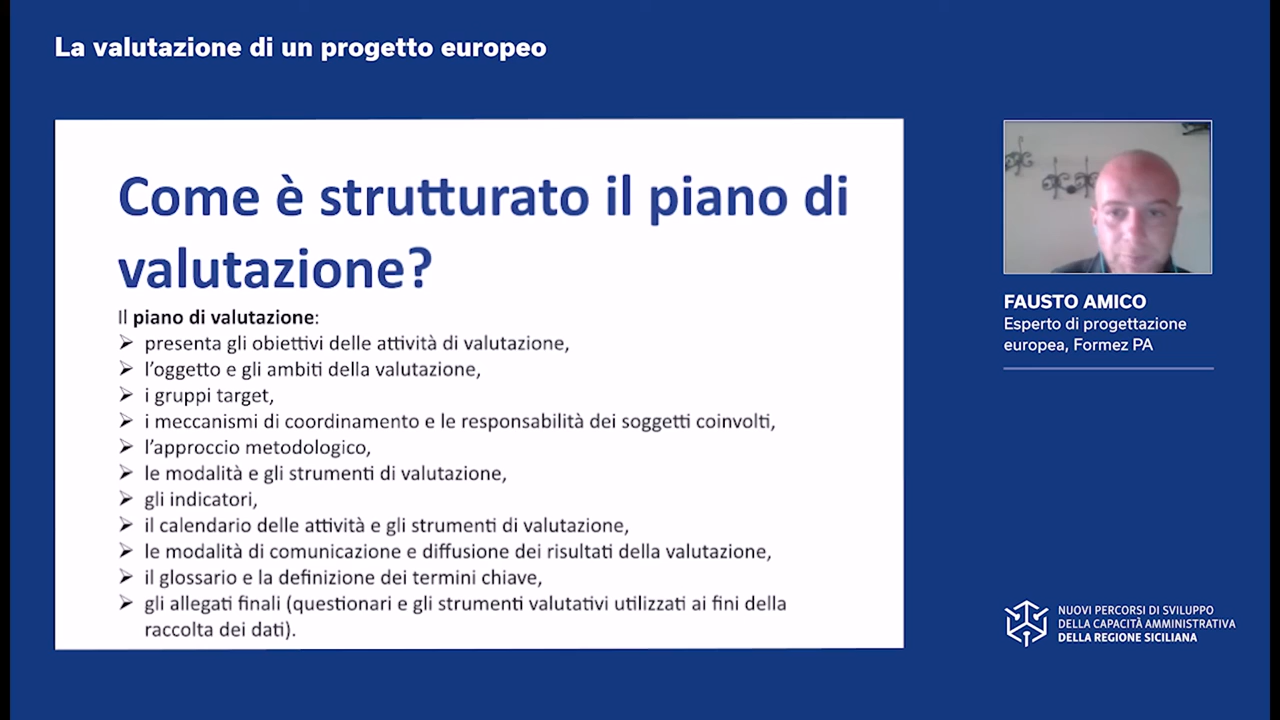 La valutazione di un progetto europeo
Come è strutturato il piano di
valutazione?
Il piano di valutazione:
➢ presenta gli obiettivi delle attività di valutazione,
➢ l’oggetto e gli ambiti della valutazione,
➢ i gruppi target,
➢ i meccanismi di coordinamento e le responsabilità dei soggetti coinvolti,
➢ l’approccio metodologico,
➢ le modalità e gli strumenti di valutazione,
➢ gli indicatori,
➢ il calendario delle attività e gli strumenti di valutazione,
➢ le modalità di comunicazione e diffusione dei risultati della valutazione,
➢ il glossario e la definizione dei termini chiave,
➢ gli allegati finali (questionari e gli strumenti valutativi utilizzati ai fini della
raccolta dei dati).
FAUSTO AMICO
Esperto di progettazione
europea, Formez PA
NUOVI PERCORSI DI SVILUPPO
DELLA CAPACITÀ AMMINISTRATIVA
DELLA REGIONE SICILIANA